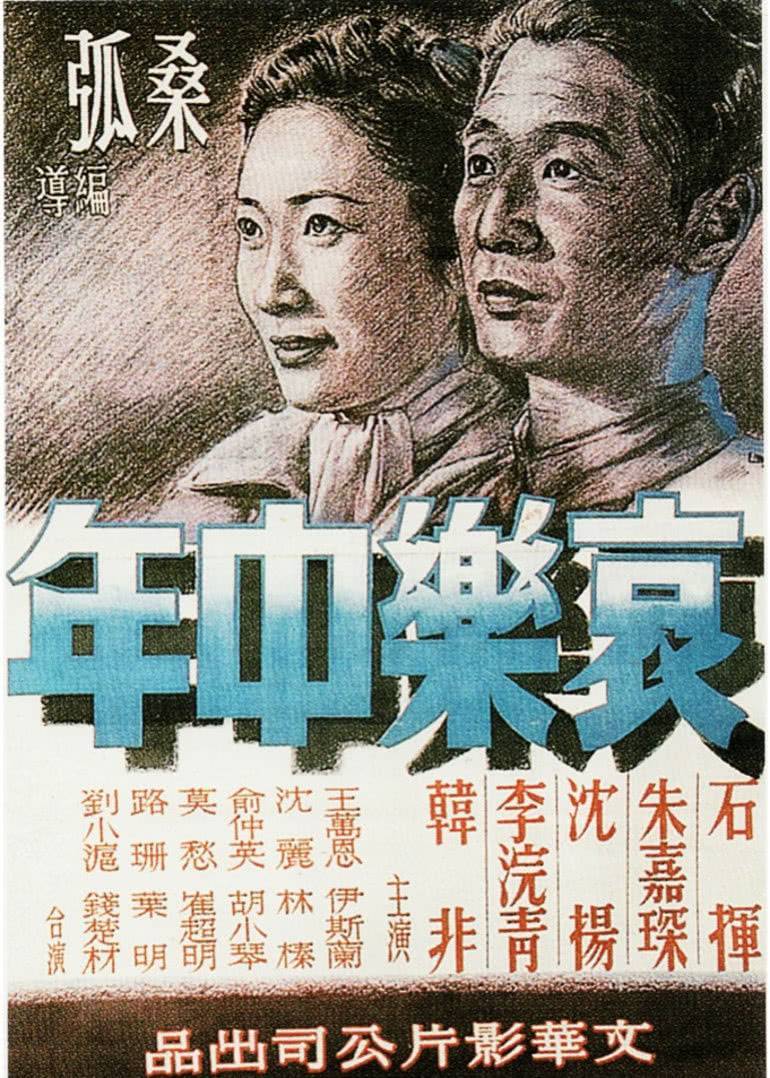 桑弧
編導
哀樂中年
石揮
朱嘉琛
沈楊
李浣青
韓非
主演
王萬恩 伊斯蘭
沈麗 林榛
俞仲英 胡小琴
莫愁 崔超明
路珊 葉明
劉小滬 錢楚材
合演
文華影片公司出品